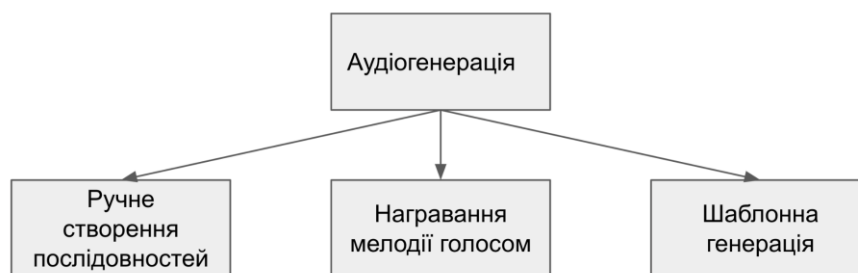 Аудіогенерація
Ручне
створення
послідовностей
Награвання
мелодії голосом
Шаблонна
генерація